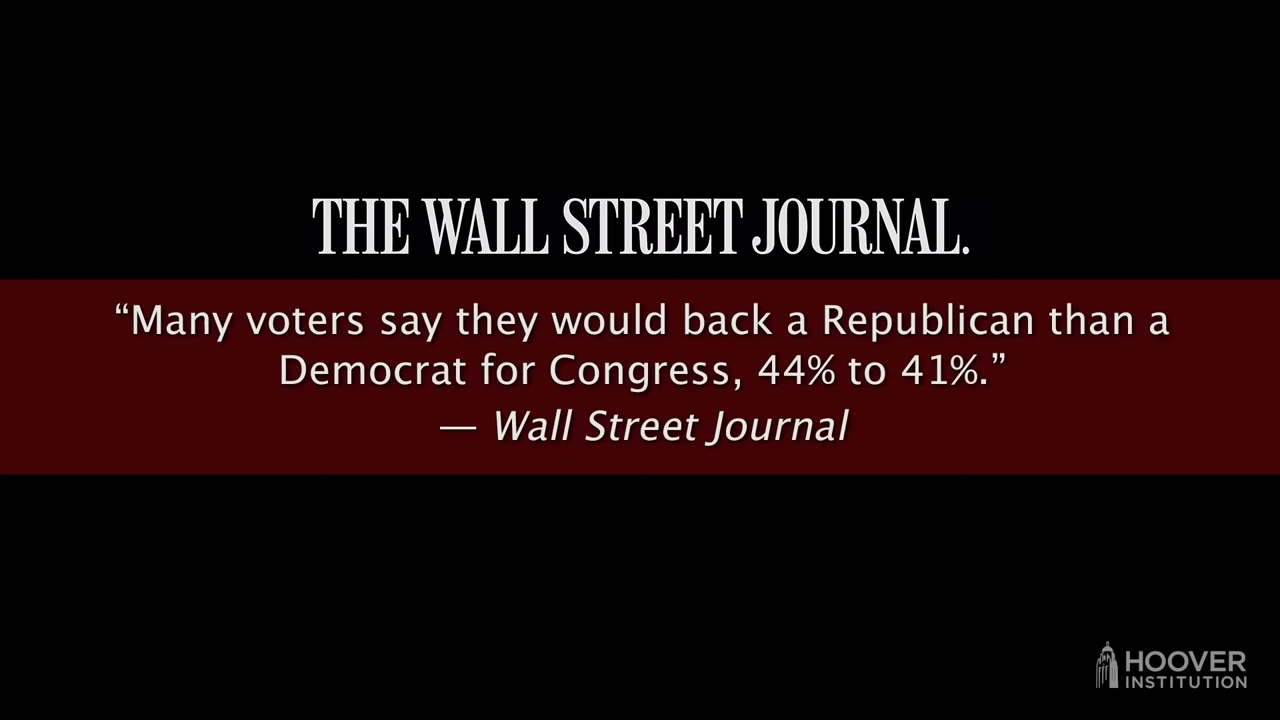 THE WALL STREET JOURNAL.
“Many voters say they would back a Republican than a
Democrat for Congress, 44% to 41%.”
— Wall Street Journal
HOOVER
INSTITUTION